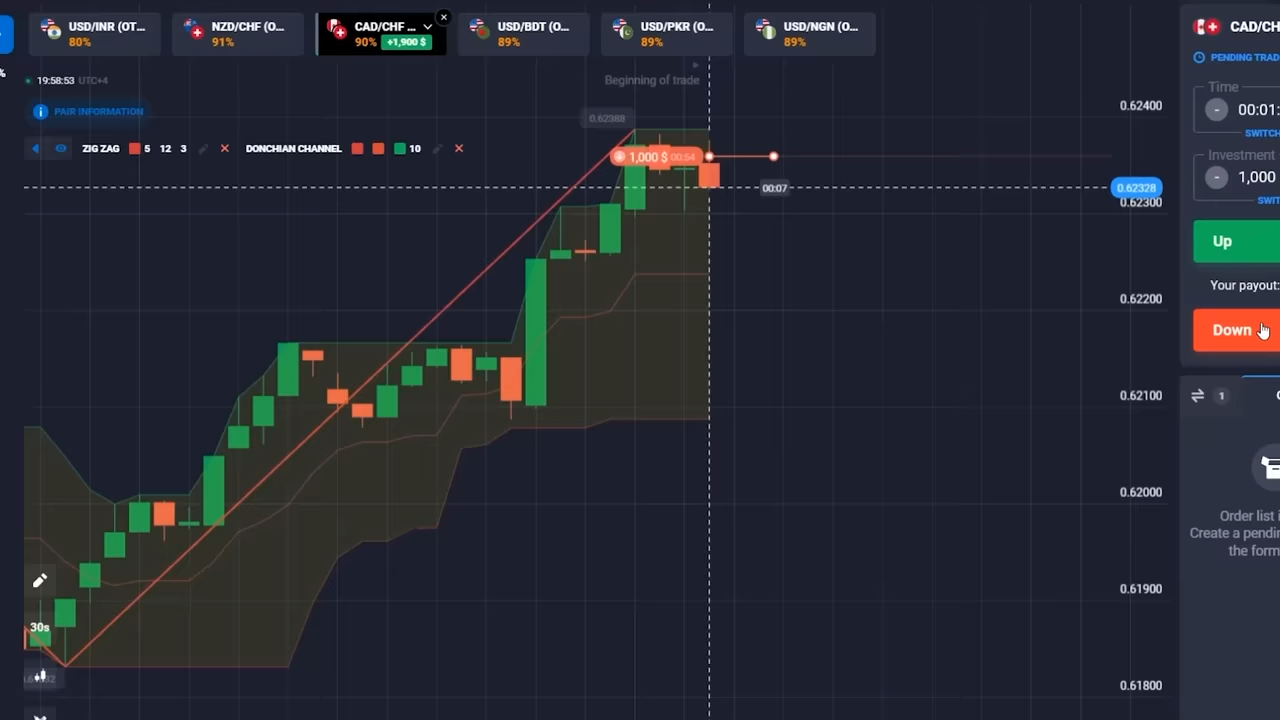 USD/INR (OT...
80%
NZD/CHF (O...
91%
CAD/CHF ...
90% +1,900 $
USD/BDT (O...
89%
USD/PKR (O...
89%
USD/NGN (O...
89%
%
19:58:53 UTC+4
PAIR INFORMATION
ZIG ZAG 5 12 3
DONCHIAN CHANNEL 10
Beginning of trade
0.62388
1,000 $ 00:54
00:07
0.62400
0.62328
0.62300
0.62200
0.62100
0.62000
0.61900
0.61800
30s
CAD/CH
PENDING TRAD
Time
- 00:01:
SWITCH
Investment
- 1,000
SWIT
Up
Your payout:
Down
1
Order list i
Create a pendin
the form